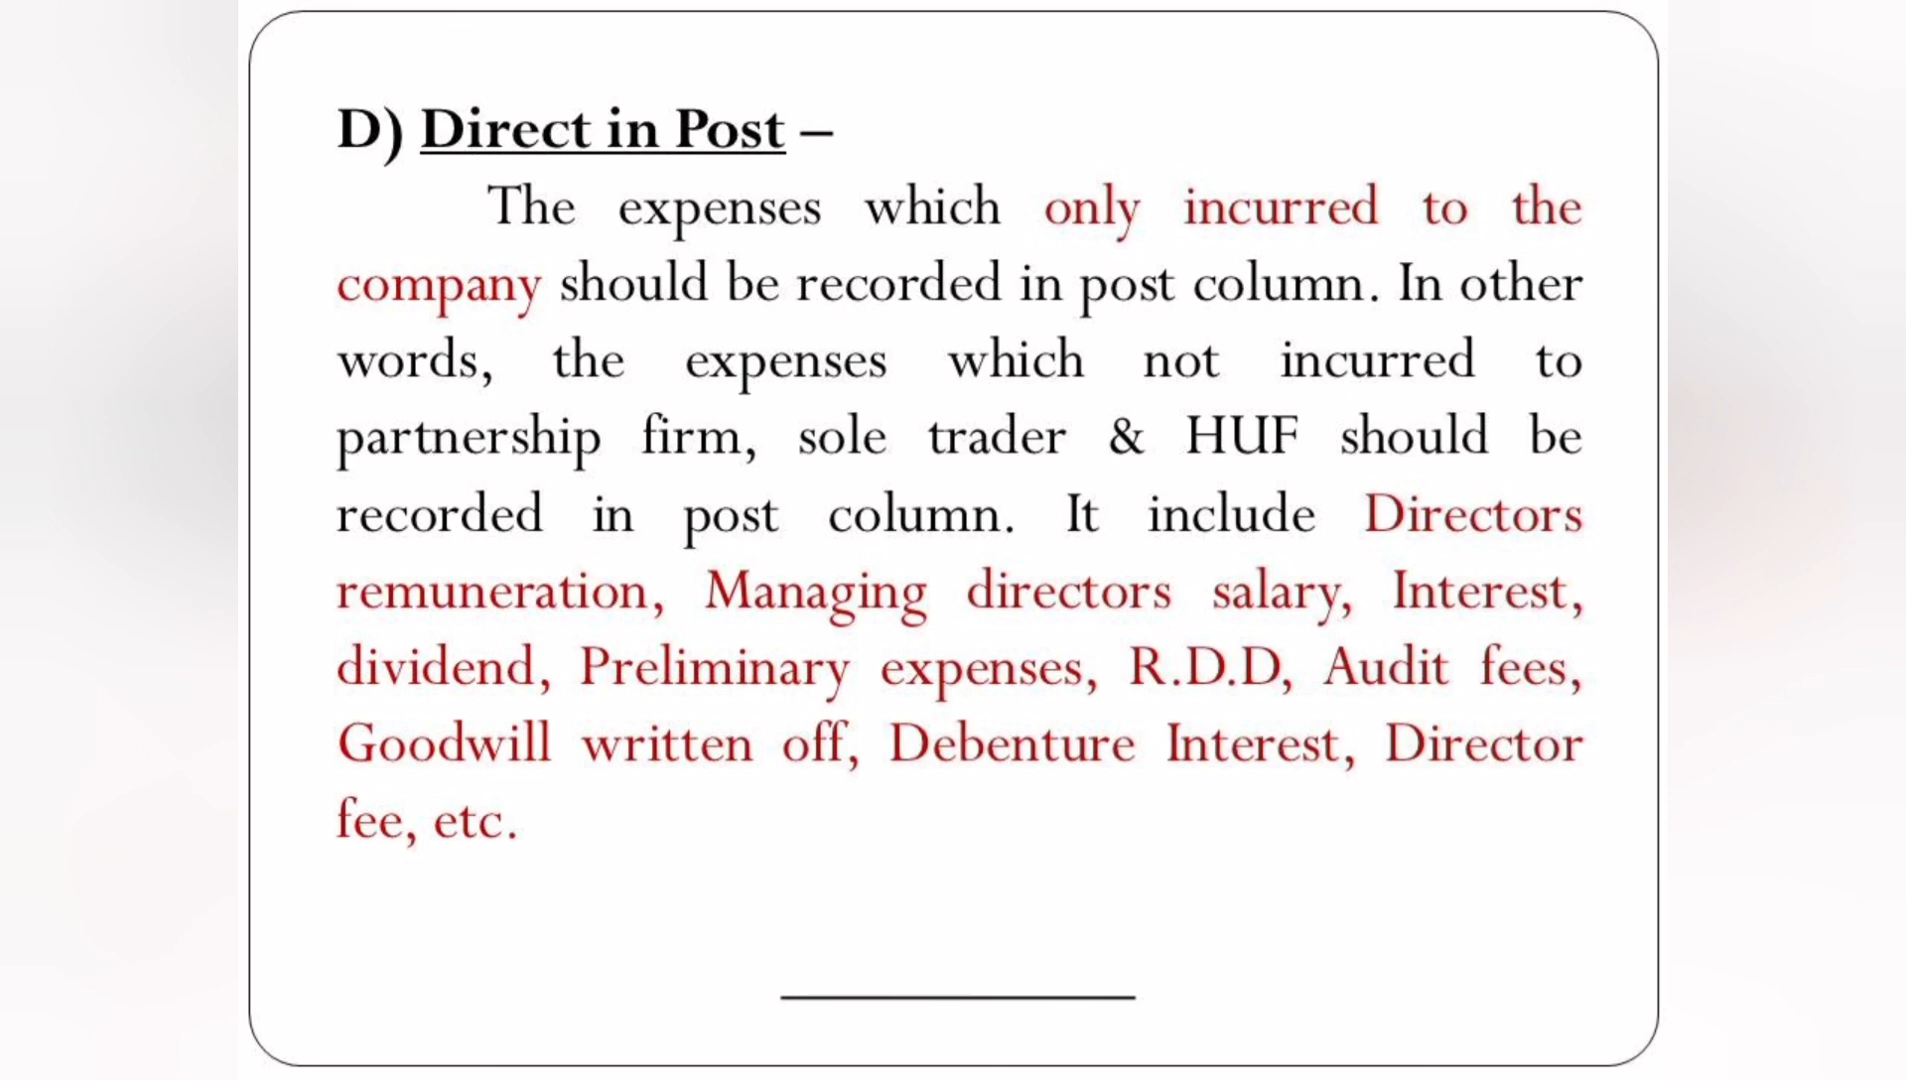 D) Direct in Post –
The expenses which only incurred to the
company should be recorded in post column. In other
words, the expenses which not incurred to
partnership firm, sole trader & HUF should be
recorded in post column. It include Directors
remuneration, Managing directors salary, Interest,
dividend, Preliminary expenses, R.D.D, Audit fees,
Goodwill written off, Debenture Interest, Director
fee, etc.